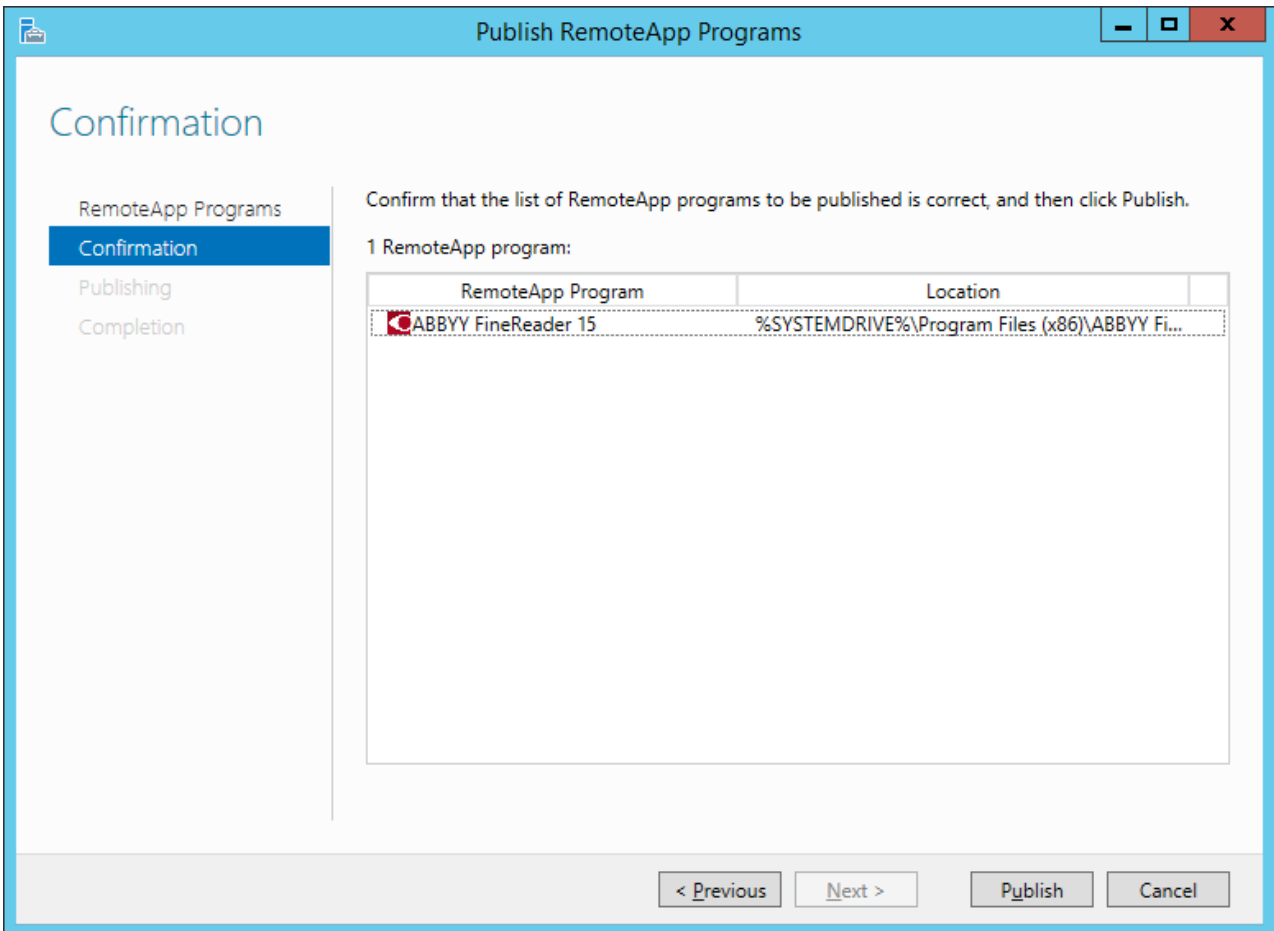 Publish RemoteApp Programs
Confirmation
RemoteApp Programs
Confirmation
Publishing
Completion
Confirm that the list of RemoteApp programs to be published is correct, and then click Publish.
1 RemoteApp program:
RemoteApp Program Location
ABBYY FineReader 15 %SYSTEMDRIVE%\Program Files (x86)\ABBYY Fi...
< Previous Next > Publish Cancel